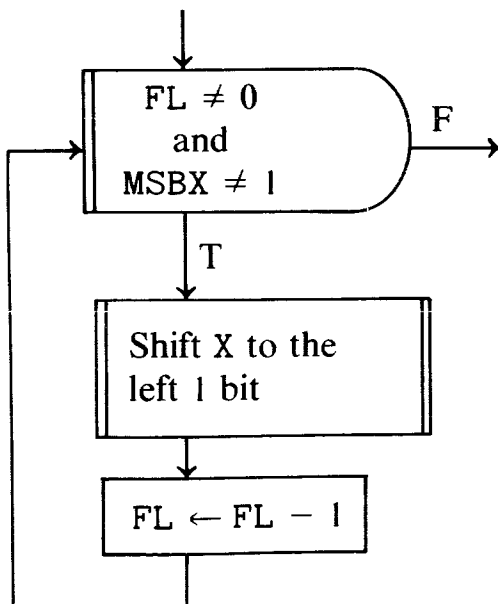 FL ≠ 0
and
MSBX ≠ 1
F
T
Shift X to the
left 1 bit
FL ← FL − 1